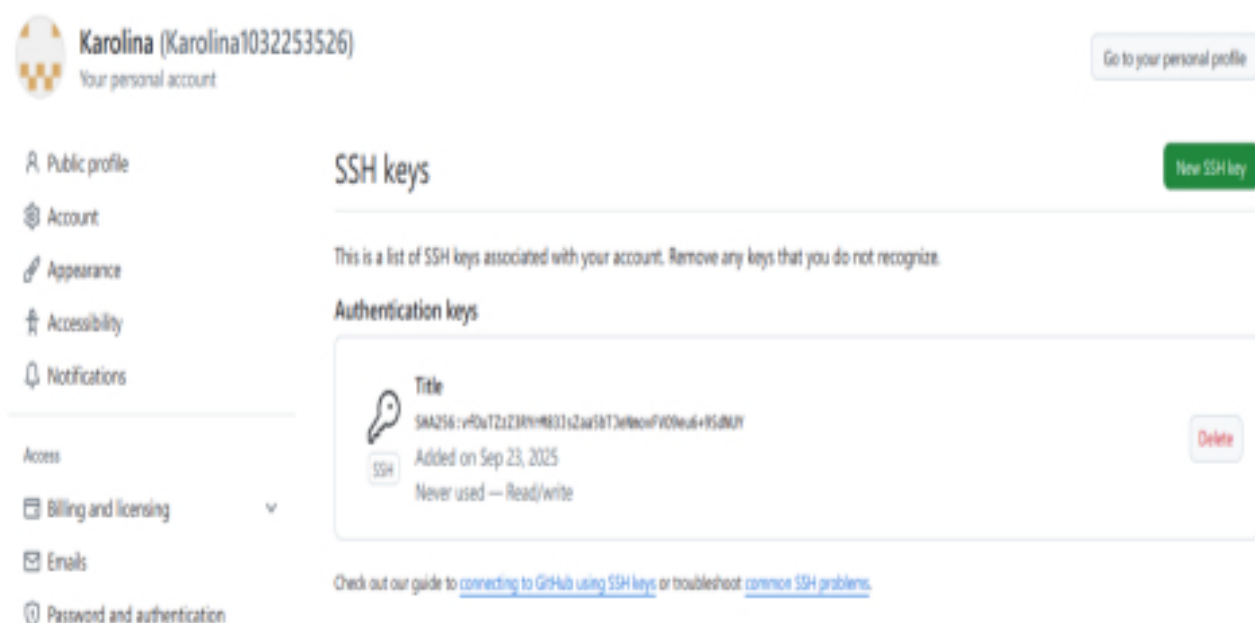 Karolina (Karolina1032253526)
Your personal account
Go to your personal profile
Public profile
Account
Appearance
Accessibility
Notifications
Access
Billing and licensing
Emails
Password and authentication
SSH keys
New SSH key
This is a list of SSH keys associated with your account. Remove any keys that you do not recognize.
Authentication keys
Title
SSH
Added on Sep 23, 2025
Never used — Read/write
Delete
Check out our guide to connecting to GitHub using SSH keys or troubleshoot common SSH problems.